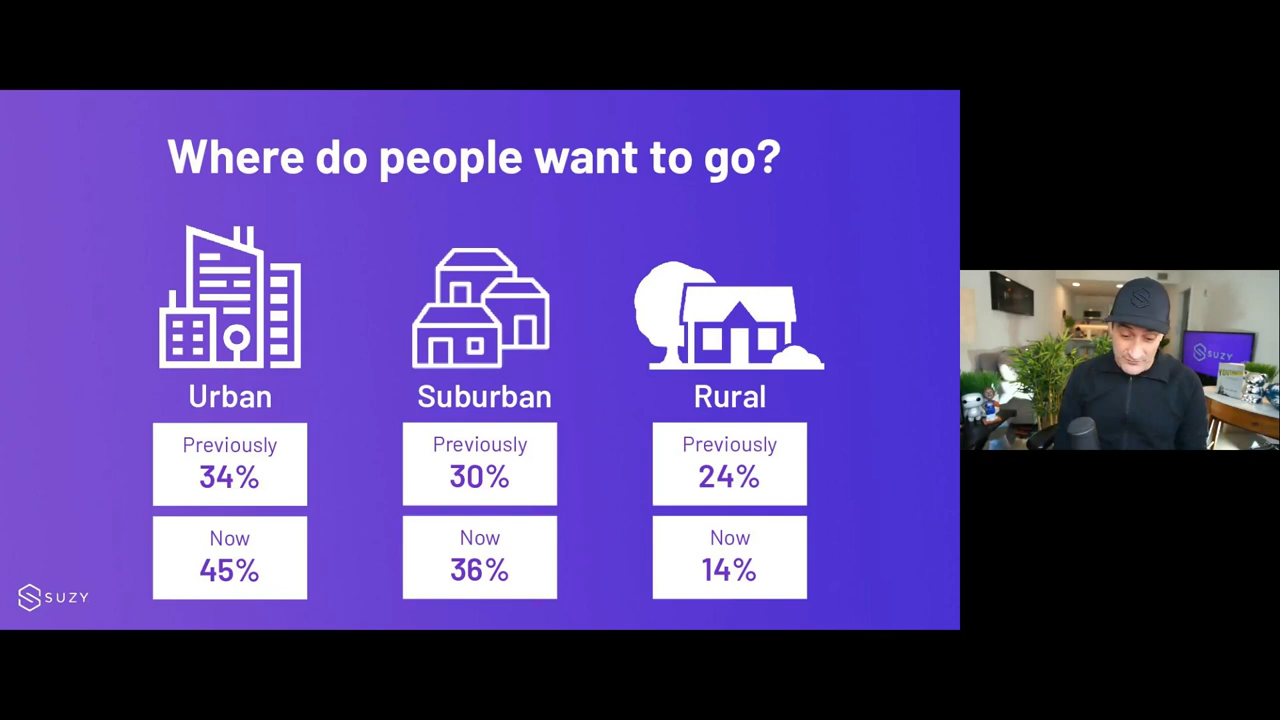 Where do people want to go?
Urban
Previously
34%
Now
45%
Suburban
Previously
30%
Now
36%
Rural
Previously
24%
Now
14%
SUZY
SUZY